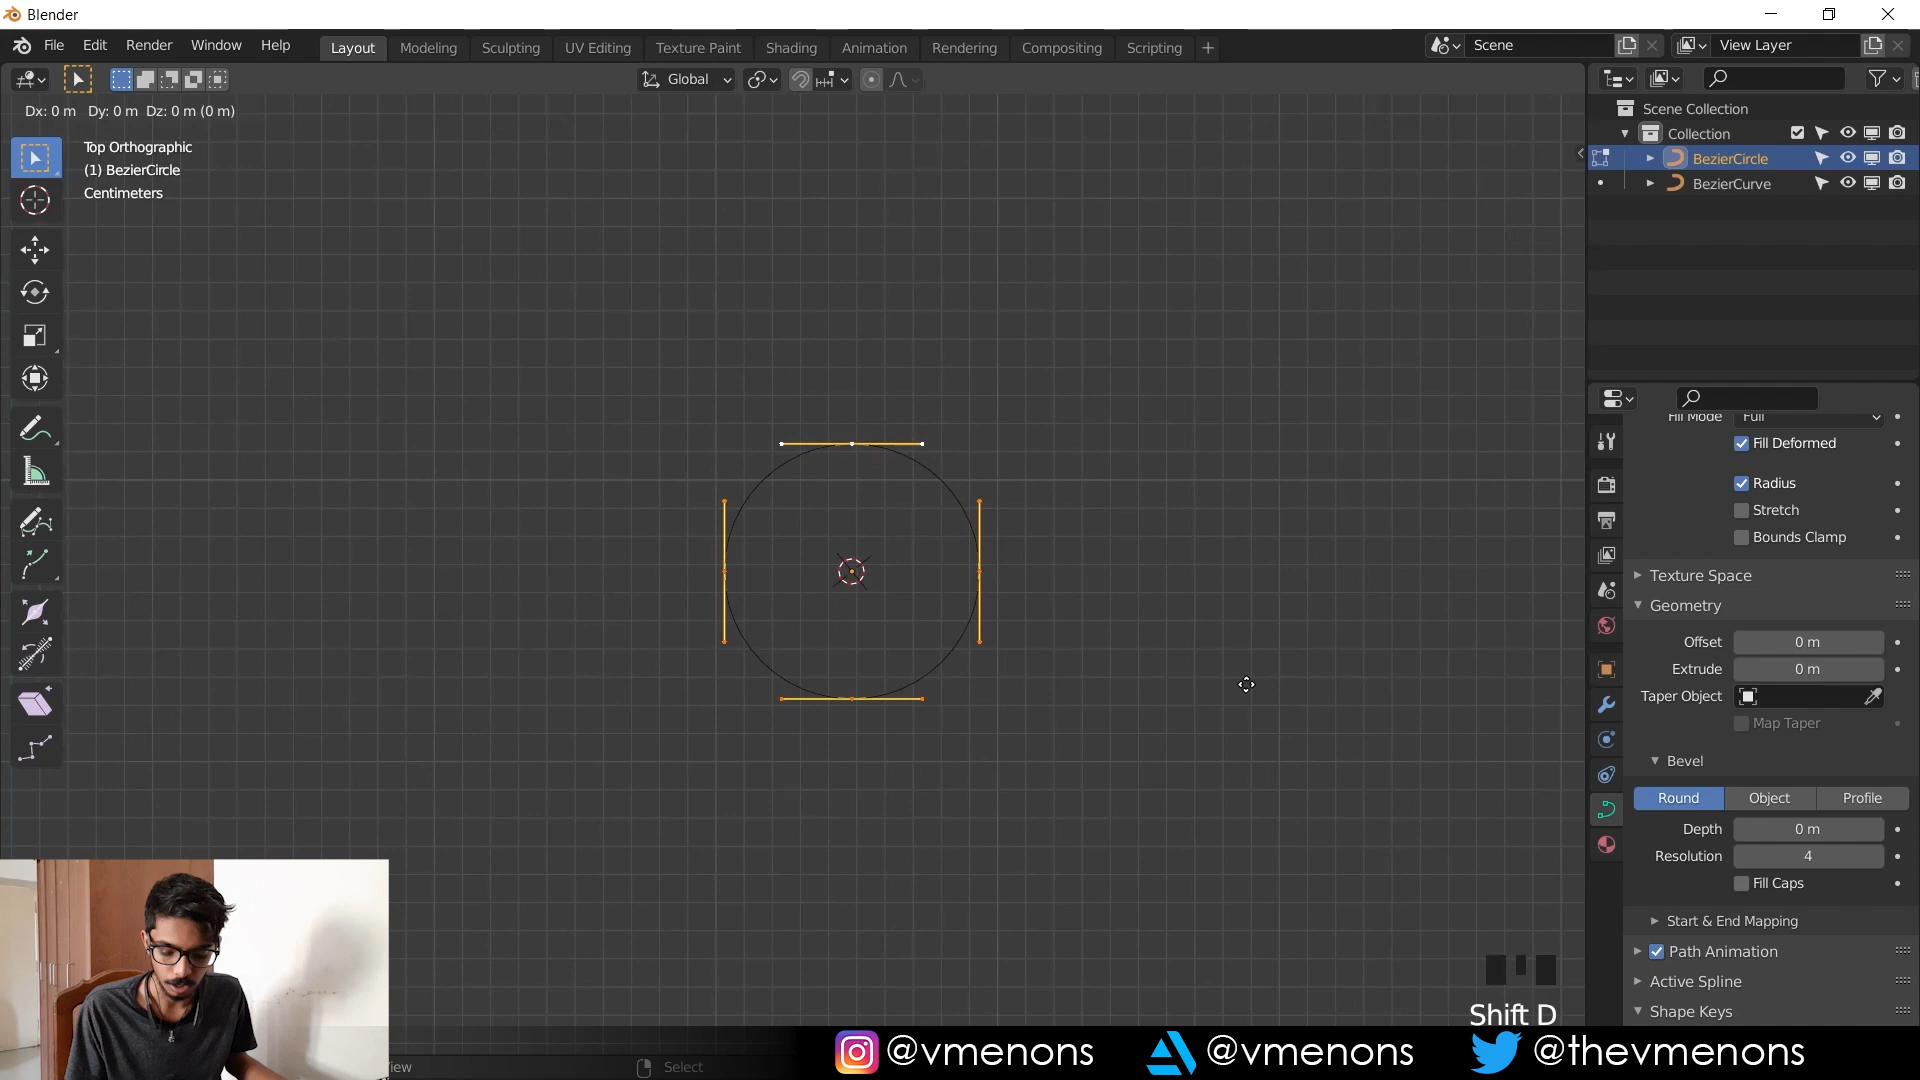 Blender
File Edit Render Window Help Layout Modeling Sculpting UV Editing Texture Paint Shading Animation Rendering Compositing Scripting + Scene View Layer
Global
Dx: 0 m Dy: 0 m Dz: 0 m (0 m)
Top Orthographic
(1) BezierCircle
Centimeters
Scene Collection
Collection
BezierCircle
BezierCurve
Fill Mode Full
Fill Deformed
Radius
Stretch
Bounds Clamp
Texture Space
Geometry
Offset 0 m
Extrude 0 m
Taper Object
Map Taper
Bevel
Round Object Profile
Depth 0 m
Resolution 4
Fill Caps
Start & End Mapping
Path Animation
Active Spline
Shape Keys
Shift D
Select
@vmenons @vmenons @thevmenons